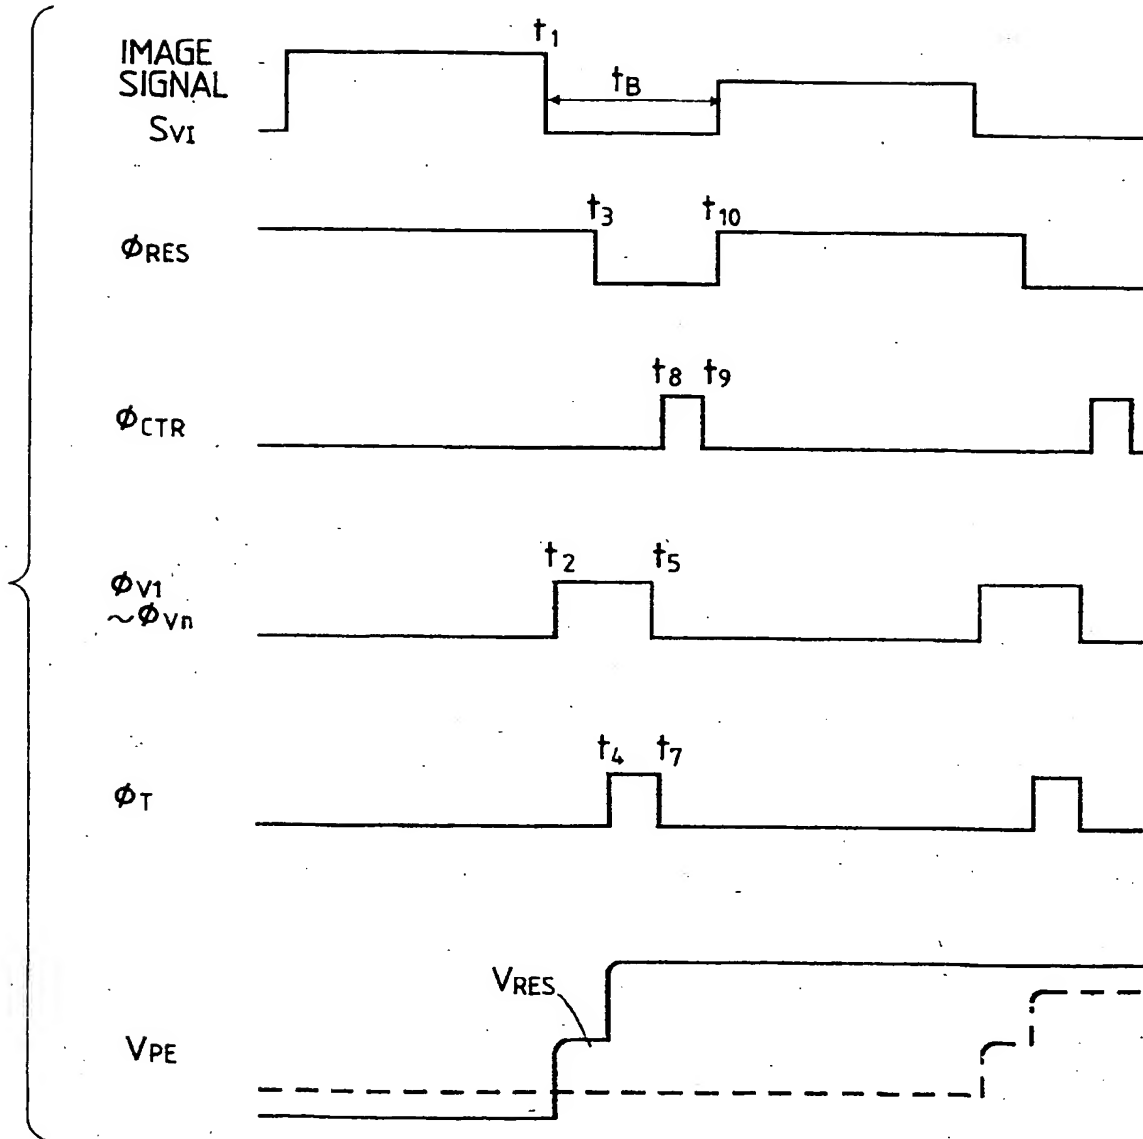 t1
IMAGE
SIGNAL
SVI
tB
t3
t10
ϕRES
t8 t9
ϕCTR
t2
t5
ϕV1
~ϕVn
t4 t7
ϕT
VRES
VPE